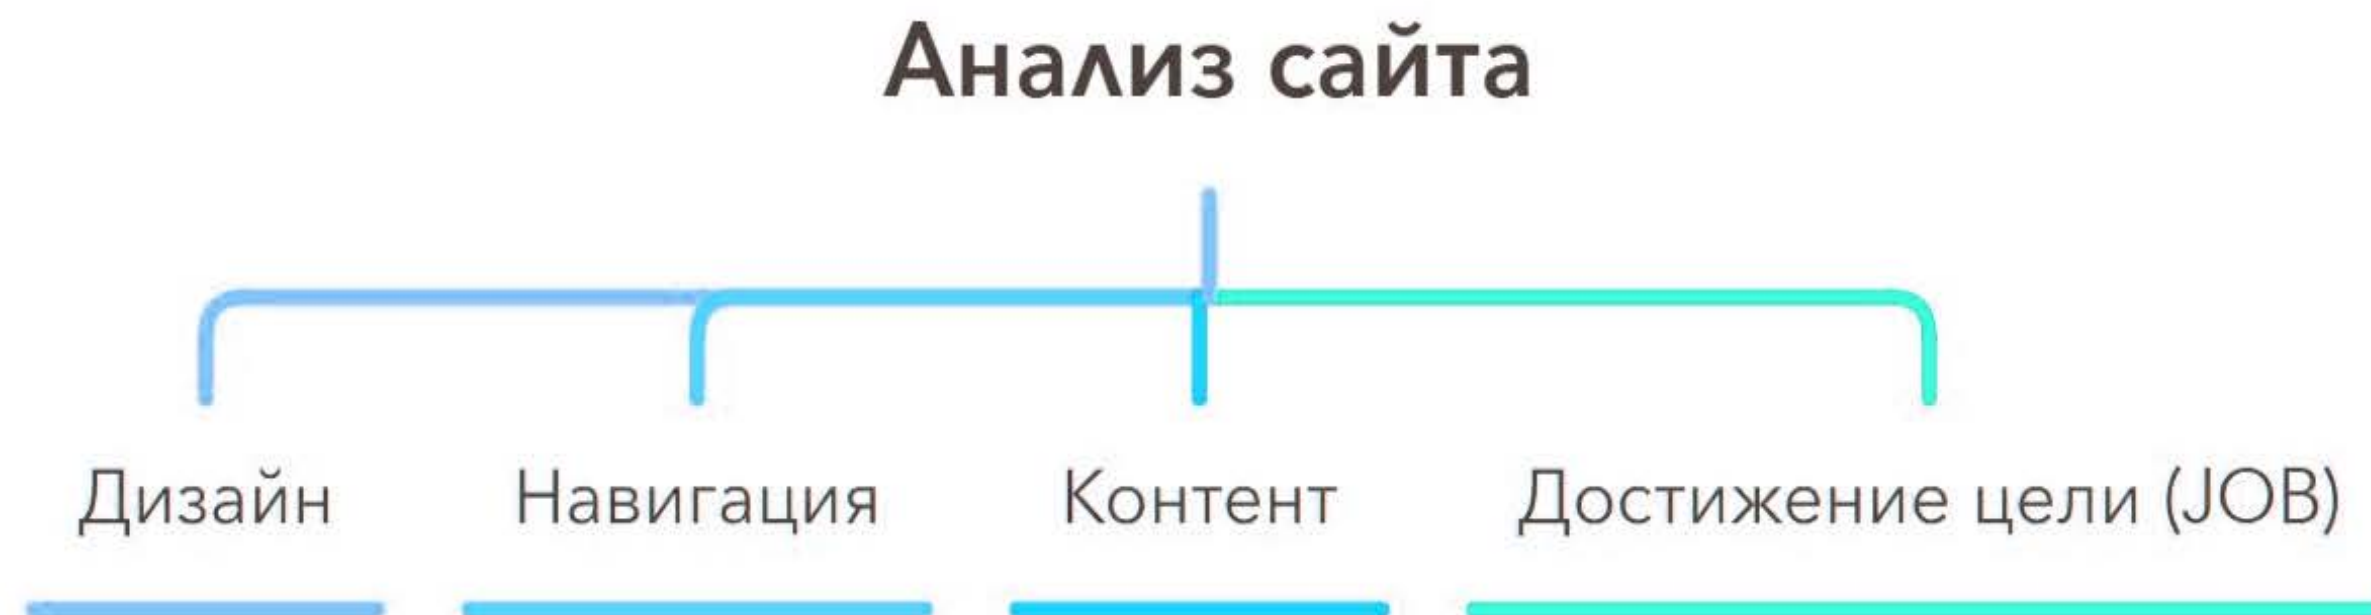 Анализ сайта
Дизайн Навигация Контент Достижение цели (JOB)